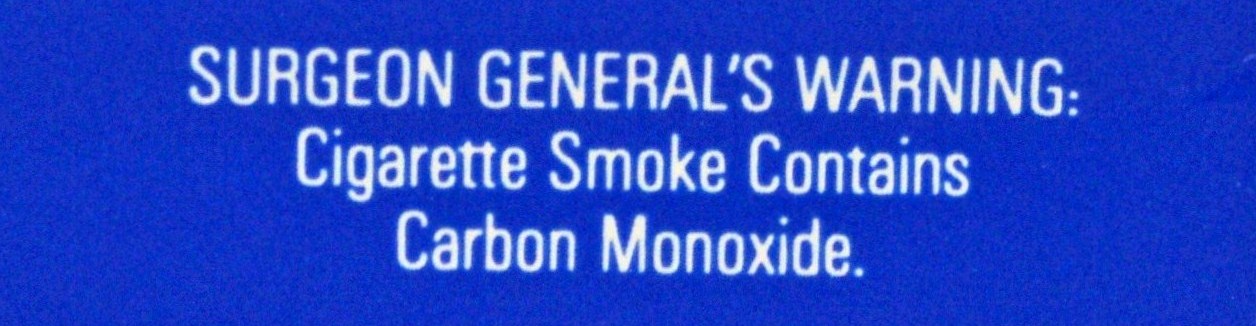 SURGEON GENERAL'S WARNING:
Cigarette Smoke Contains
Carbon Monoxide.